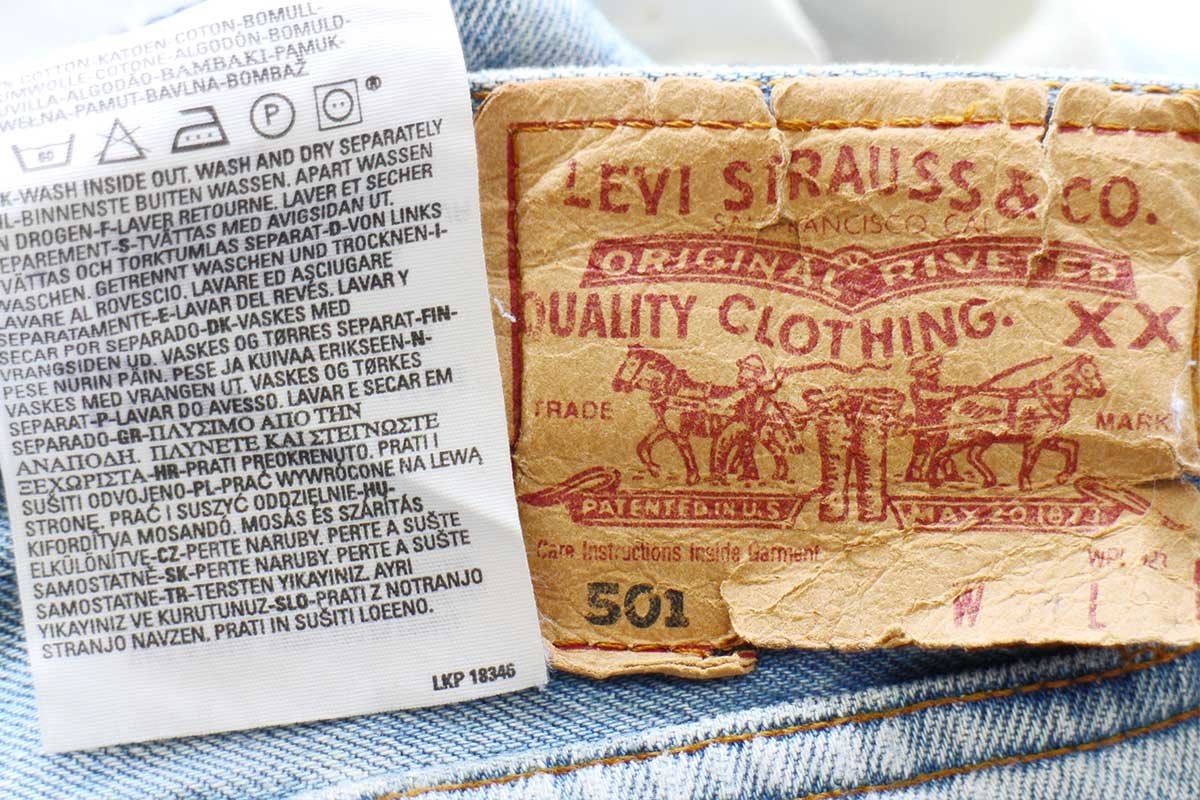 COTTON-KATOEN-COTON-BOMULL-
COTONE-ALGODÓN-BOMULD-
ALGODÃO-BAMBAKI-PAMUK-
WEŁNA-PAMUT-BAVLNA-BOMBAŽ
60 P ®
K-WASH INSIDE OUT. WASH AND DRY SEPARATELY
NL-BINNENSTE BUITEN WASSEN. APART WASSEN
N DROGEN-F-LAVER RETOURNE. LAVER ET SECHER
EPAREMENT-S-TVÄTTAS MED AVIGSIDAN UT.
VÄTTAS OCH TORKTUMLAS SEPARAT-D-VON LINKS
WASCHEN. GETRENNT WASCHEN UND TROCKNEN-I-
LAVARE AL ROVESCIO. LAVARE ED ASCIUGARE
SEPARATAMENTE-E-LAVAR DEL REVÉS. LAVAR Y
SECAR POR SEPARADO-DK-VASKES MED
VRANGSIDEN UD. VASKES OG TØRRES SEPARAT-FIN-
PESE NURIN PÄIN. PESE JA KUIVAA ERIKSEEN-N-
VASKES MED VRANGEN UT. VASKES OG TØRKES
SEPARAT-P-LAVAR DO AVESSO. LAVAR E SECAR EM
SEPARADO-GR-ΠΛΥΣΙΜΟ ΑΠΟ ΤΗΝ
ΑΝΑΠΟΔΗ. ΠΛΥΝΕΤΕ ΚΑΙ ΣΤΕΓΝΩΣΤΕ
ΞΕΧΩΡΙΣΤΑ-HR-PRATI PREOKRENUTO. PRATI I
SUŠITI ODVOJENO-PL-PRAĆ WYWRÓCONE NA LEWĄ
STRONĘ. PRAĆ I SUSZYĆ ODDZIELNIE-HU-
KIFORDÍTVA MOSANDÓ. MOSÁS ÉS SZÁRÍTÁS
ELKÜLÖNÍTVE-CZ-PERTE NARUBY. PERTE A SUŠTE
SAMOSTATNĚ-SK-PERTE NARUBY. PERTE A SUŠTE
SAMOSTATNE-TR-TERSTEN YIKAYINIZ. AYRI
YIKAYINIZ VE KURUTUNUZ-SLO-PRATI Z NOTRANJO
STRANJO NAVZEN. PRATI IN SUŠITI LOEENO.
LKP 18346
LEVI STRAUSS & CO.
SAN FRANCISCO CAL
ORIGINAL RIVETED
QUALITY CLOTHING. XX
TRADE MARK
PATENTED IN U.S. MAY 20 1873
Care Instructions Inside Garment
501
W L